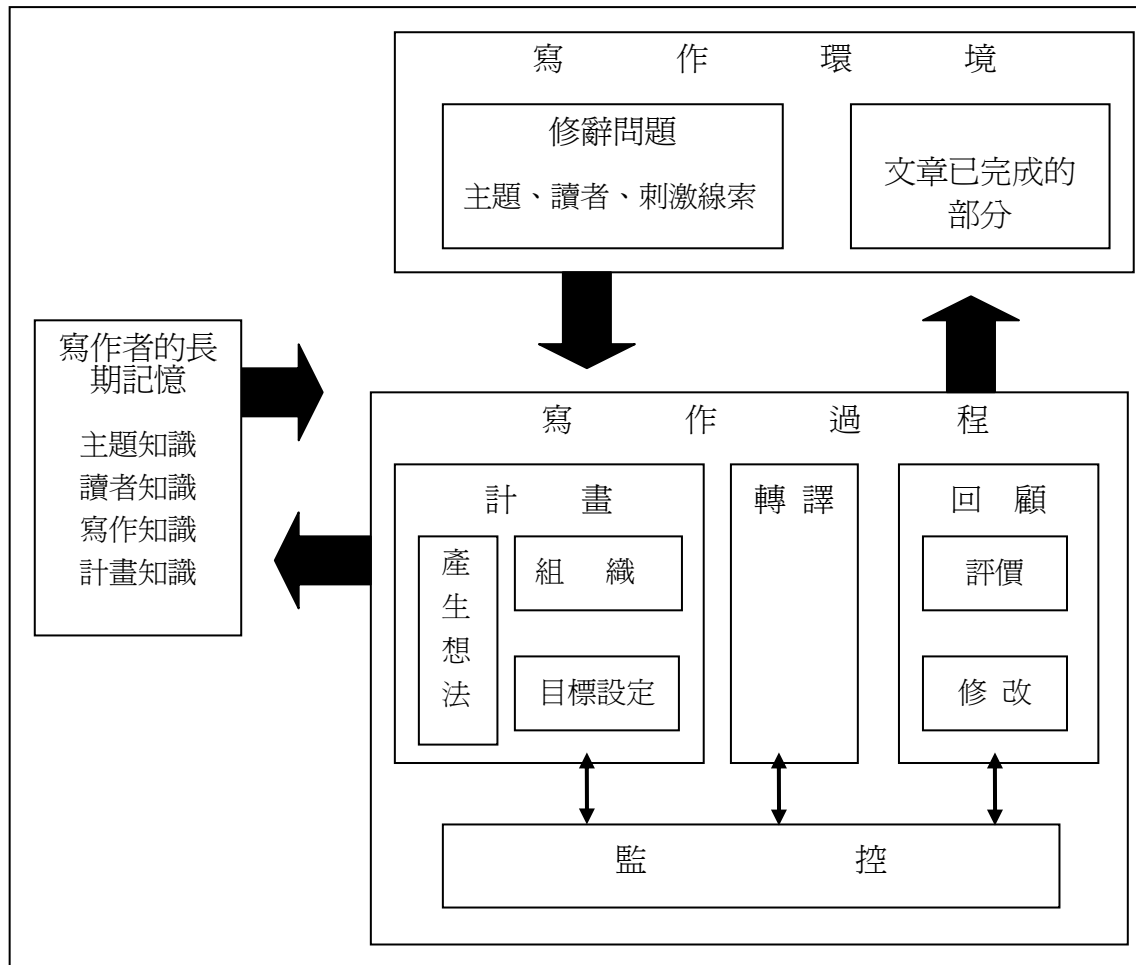 寫作環境
修辭問題
主題、讀者、刺激線索
文章已完成的
部分
寫作者的長
期記憶
主題知識
讀者知識
寫作知識
計畫知識
寫作過程
計畫
產生想法
組織
目標設定
轉譯
回顧
評價
修改
監控